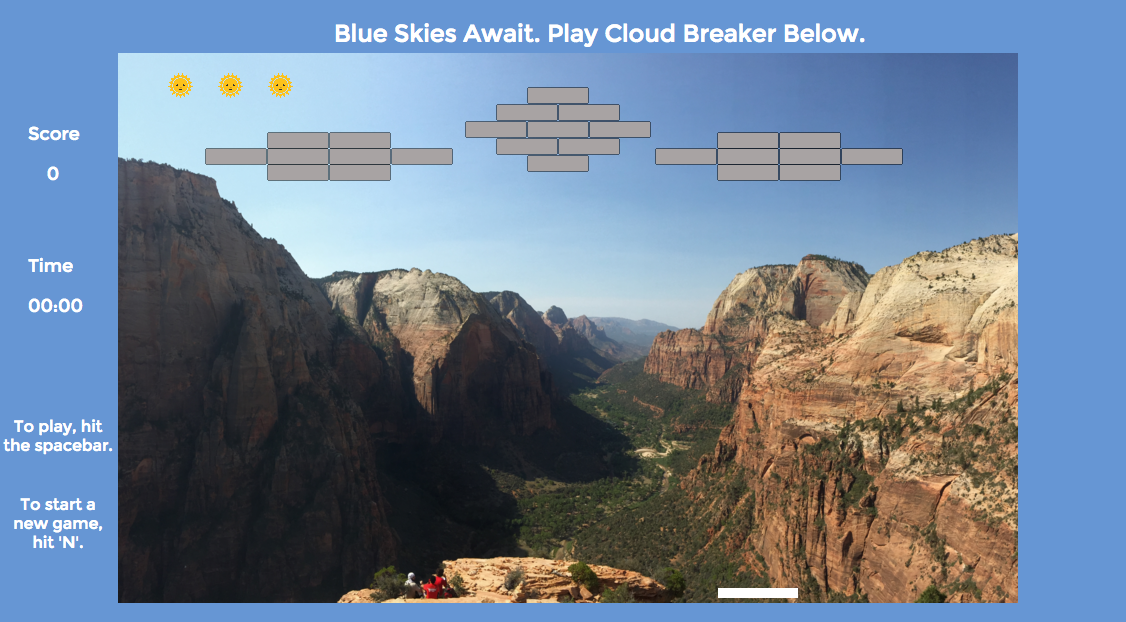 Blue Skies Await. Play Cloud Breaker Below.
Score
0
Time
00:00
To play, hit
the spacebar.
To start a
new game,
hit 'N'.